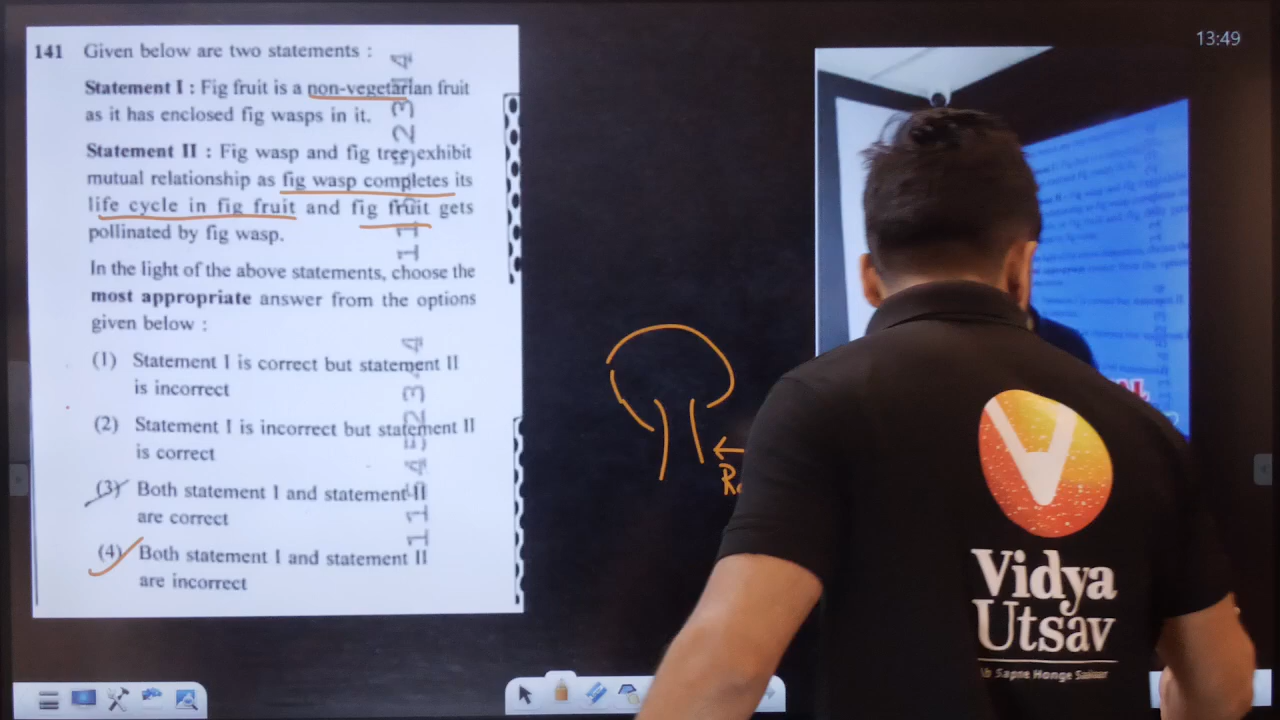 13:49
141 Given below are two statements :
Statement I : Fig fruit is a non-vegetarian fruit
as it has enclosed fig wasps in it.
Statement II : Fig wasp and fig tree exhibit
mutual relationship as fig wasp completes its
life cycle in fig fruit and fig fruit gets
pollinated by fig wasp.
In the light of the above statements, choose the
most appropriate answer from the options
given below :
(1) Statement I is correct but statement II
is incorrect
(2) Statement I is incorrect but statement II
is correct
(3) Both statement I and statement II
are correct
(4) Both statement I and statement II
are incorrect
Vidya
Utsav